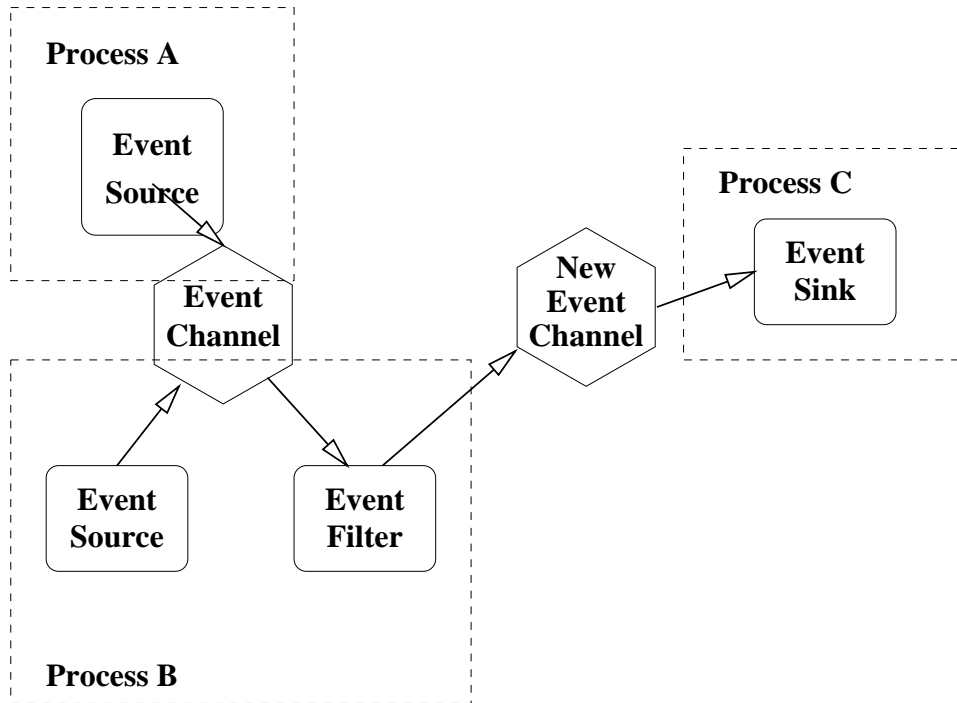 Process A
Event
Source
Process C
Event
Sink
New
Event
Channel
Event
Channel
Event
Source
Event
Filter
Process B